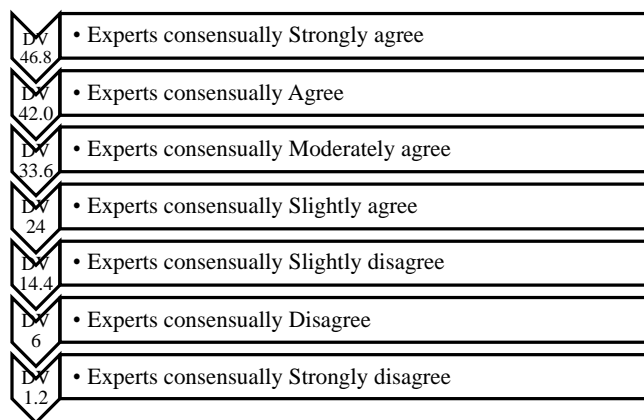 DV
46.8
• Experts consensually Strongly agree
DV
42.0
• Experts consensually Agree
DV
33.6
• Experts consensually Moderately agree
DV
24
• Experts consensually Slightly agree
DV
14.4
• Experts consensually Slightly disagree
DV
6
• Experts consensually Disagree
DV
1.2
• Experts consensually Strongly disagree